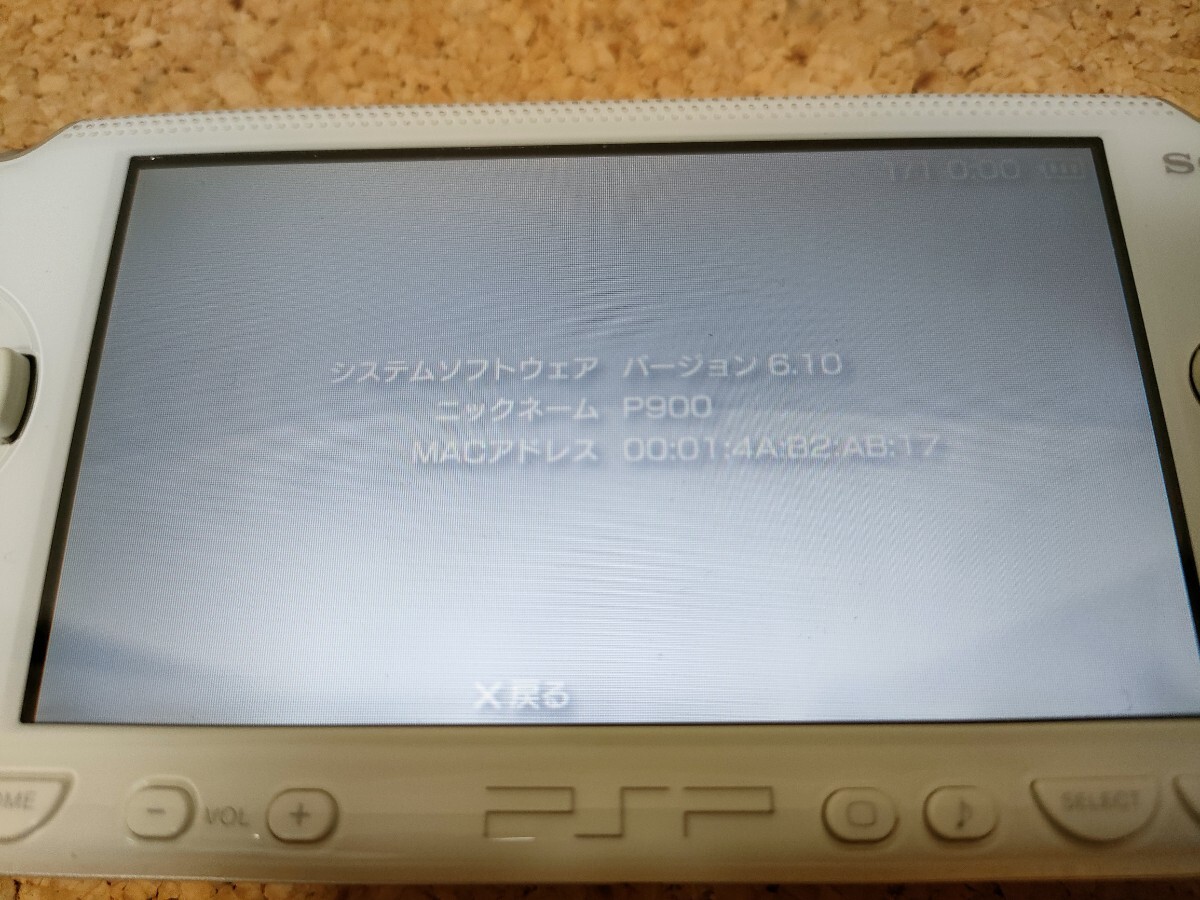 1/1 0:00
システムソフトウェア バージョン 6.10
ニックネーム P900
MACアドレス 00:01:4A:B2:AB:17
X戻る
VOL
PSP
SELECT